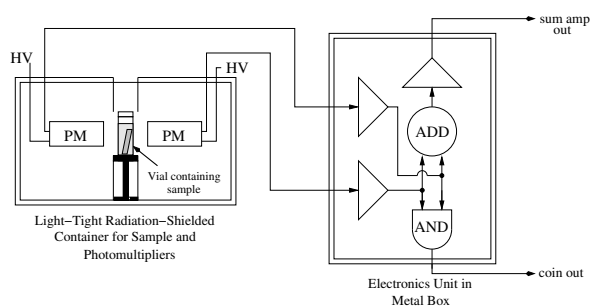 sum amp
out
HV
HV
PM
PM
ADD
Vial containing
sample
AND
Light−Tight Radiation−Shielded
Container for Sample and
Photomultipliers
coin out
Electronics Unit in
Metal Box